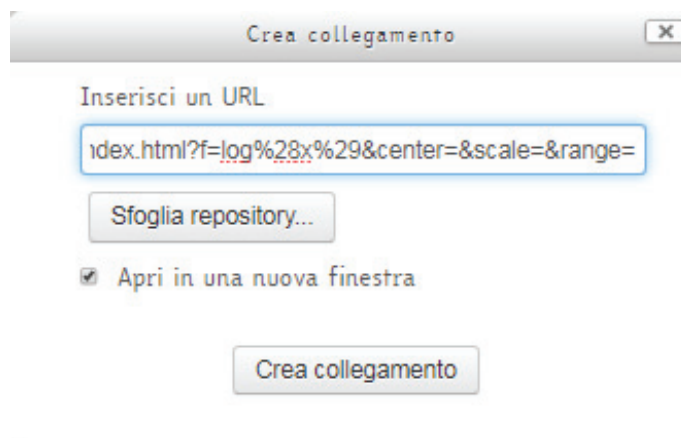 Crea collegamento
Inserisci un URL
ndex.html?f=log%28x%29&center=&scale=&range=
Sfoglia repository...
Apri in una nuova finestra
Crea collegamento